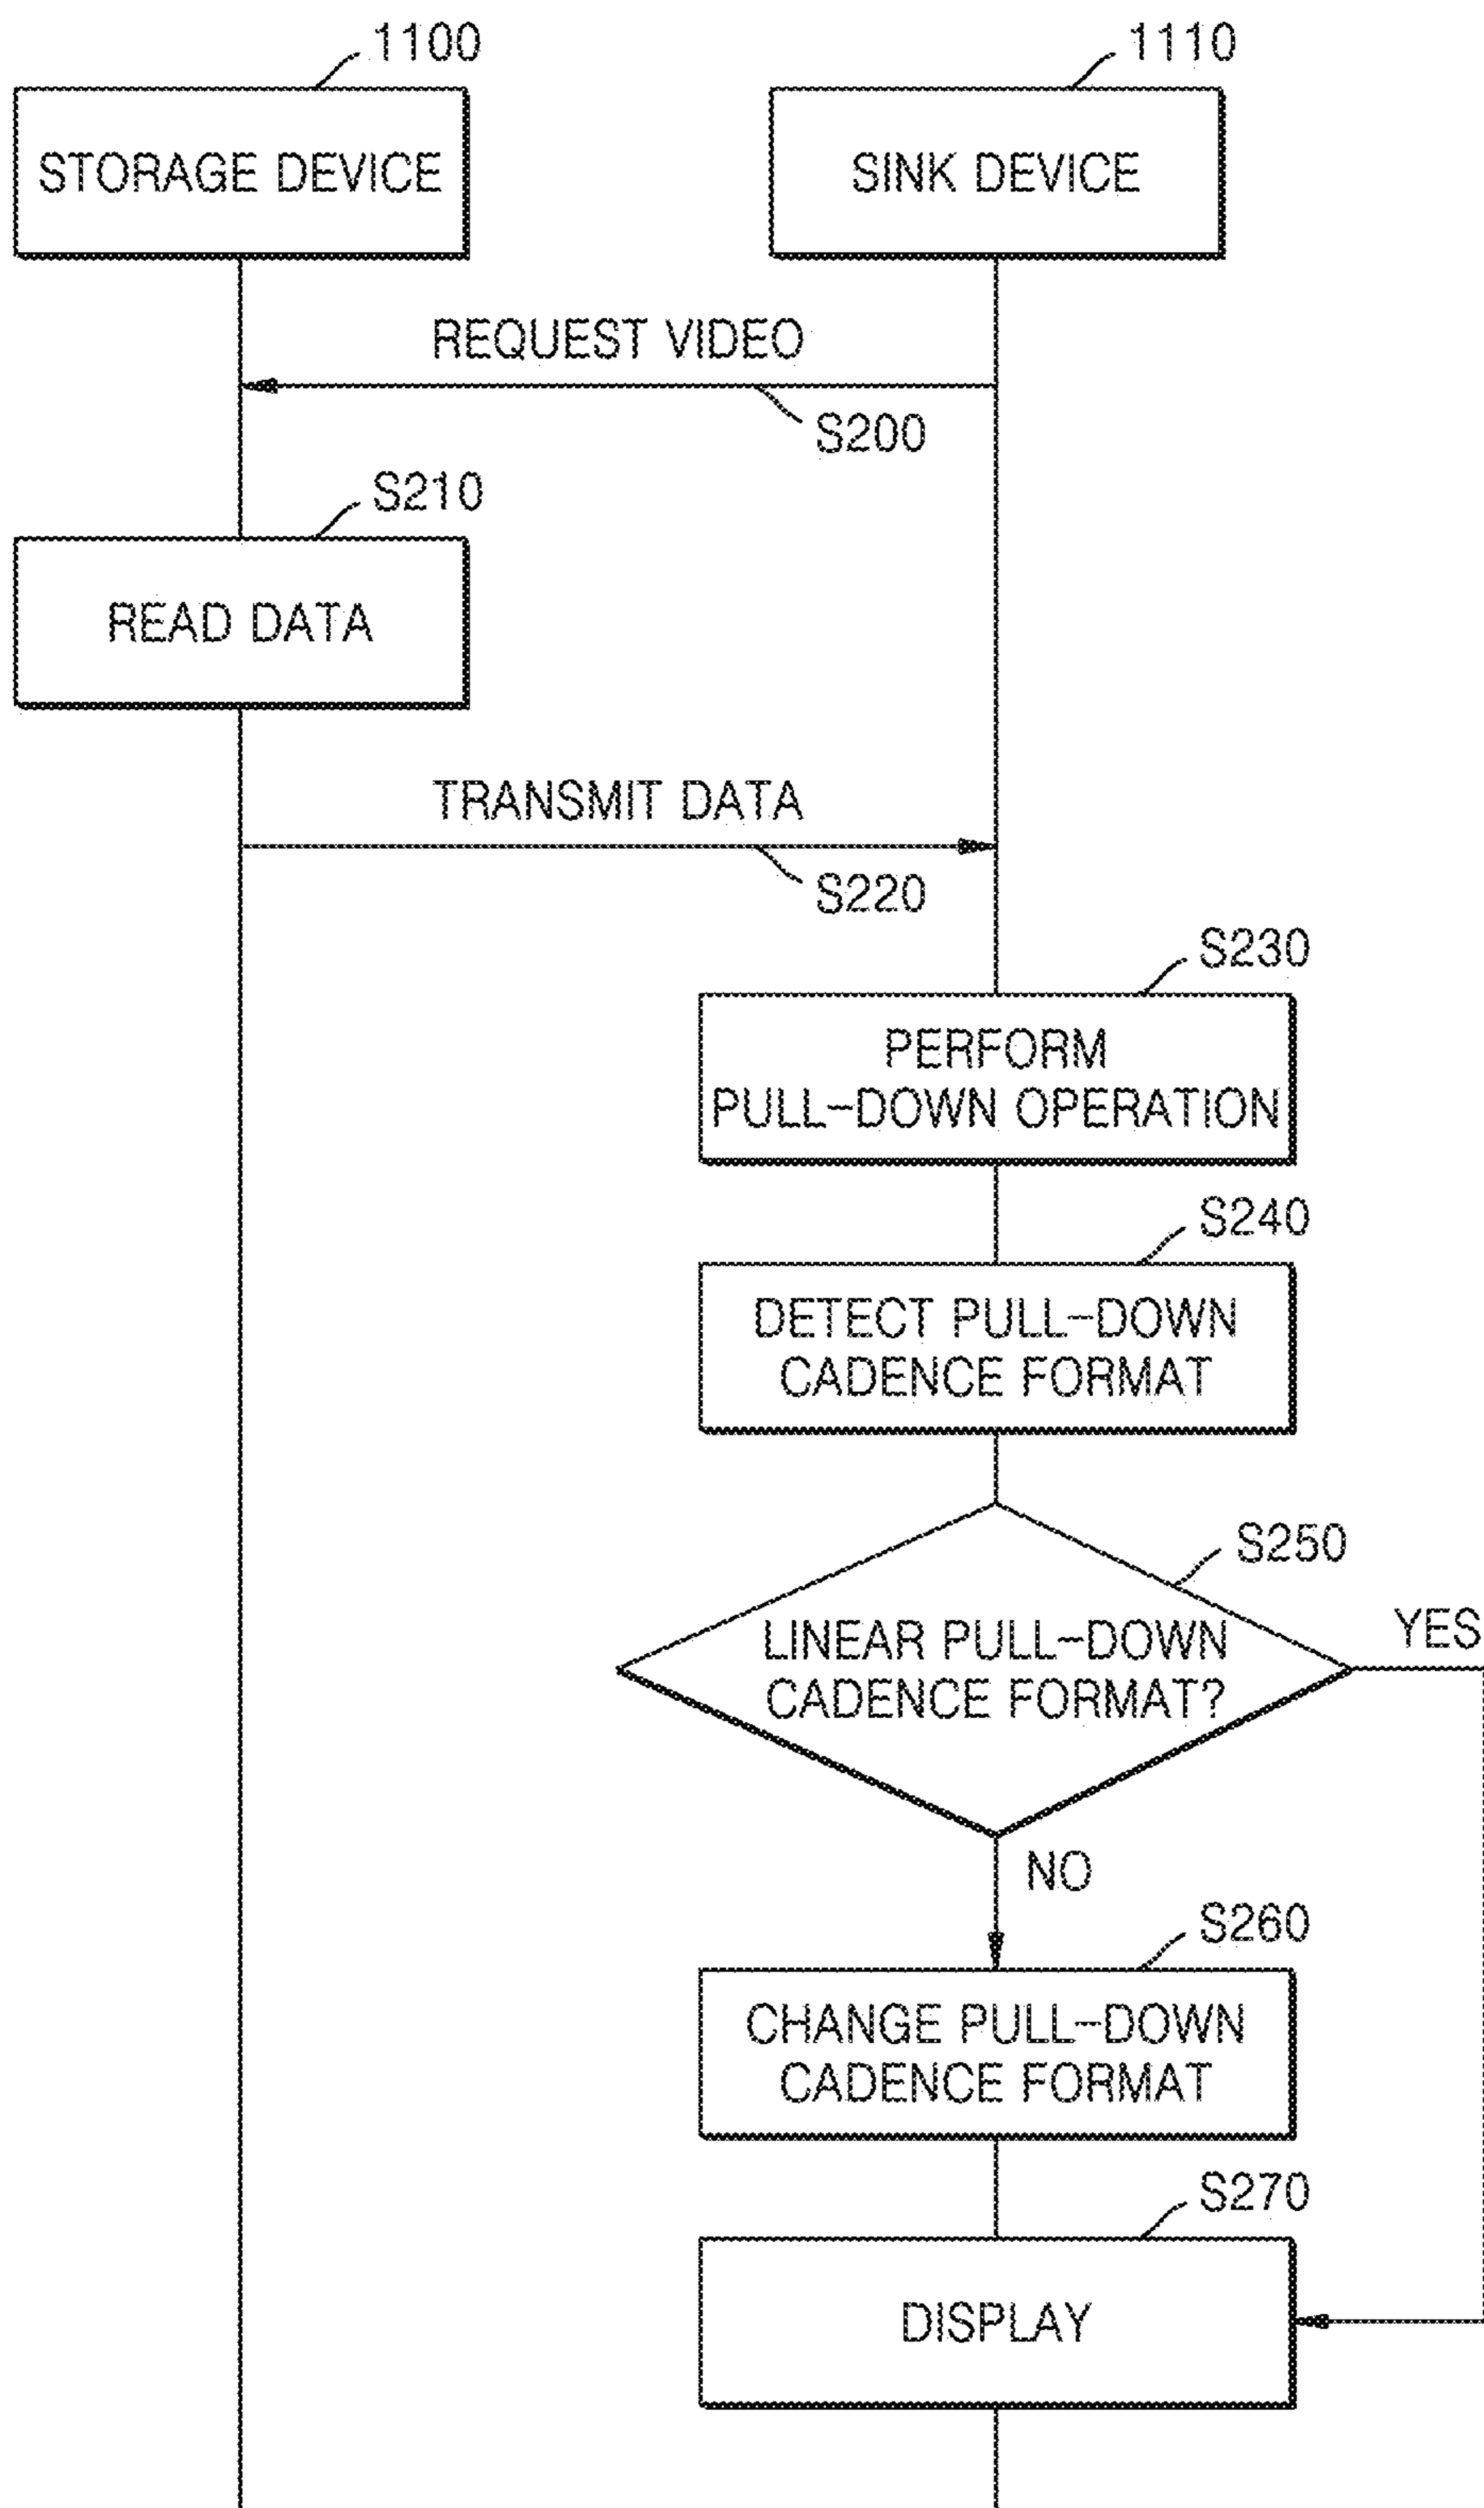 1100
1110
STORAGE DEVICE
SINK DEVICE
REQUEST VIDEO
S200
S210
READ DATA
TRANSMIT DATA
S220
S230
PERFORM
PULL-DOWN OPERATION
S240
DETECT PULL-DOWN
CADENCE FORMAT
S250
YES
LINEAR PULL-DOWN
CADENCE FORMAT?
NO
S260
CHANGE PULL-DOWN
CADENCE FORMAT
S270
DISPLAY